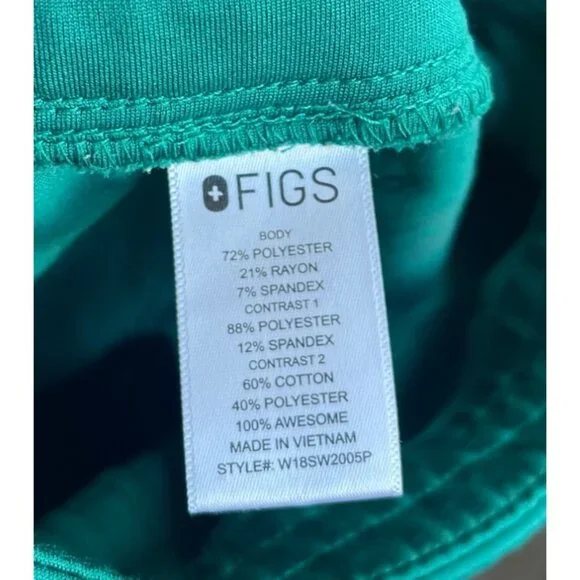 FIGS
BODY
72% POLYESTER
21% RAYON
7% SPANDEX
CONTRAST 1
88% POLYESTER
12% SPANDEX
CONTRAST 2
60% COTTON
40% POLYESTER
100% AWESOME
MADE IN VIETNAM
STYLE#: W18SW2005P